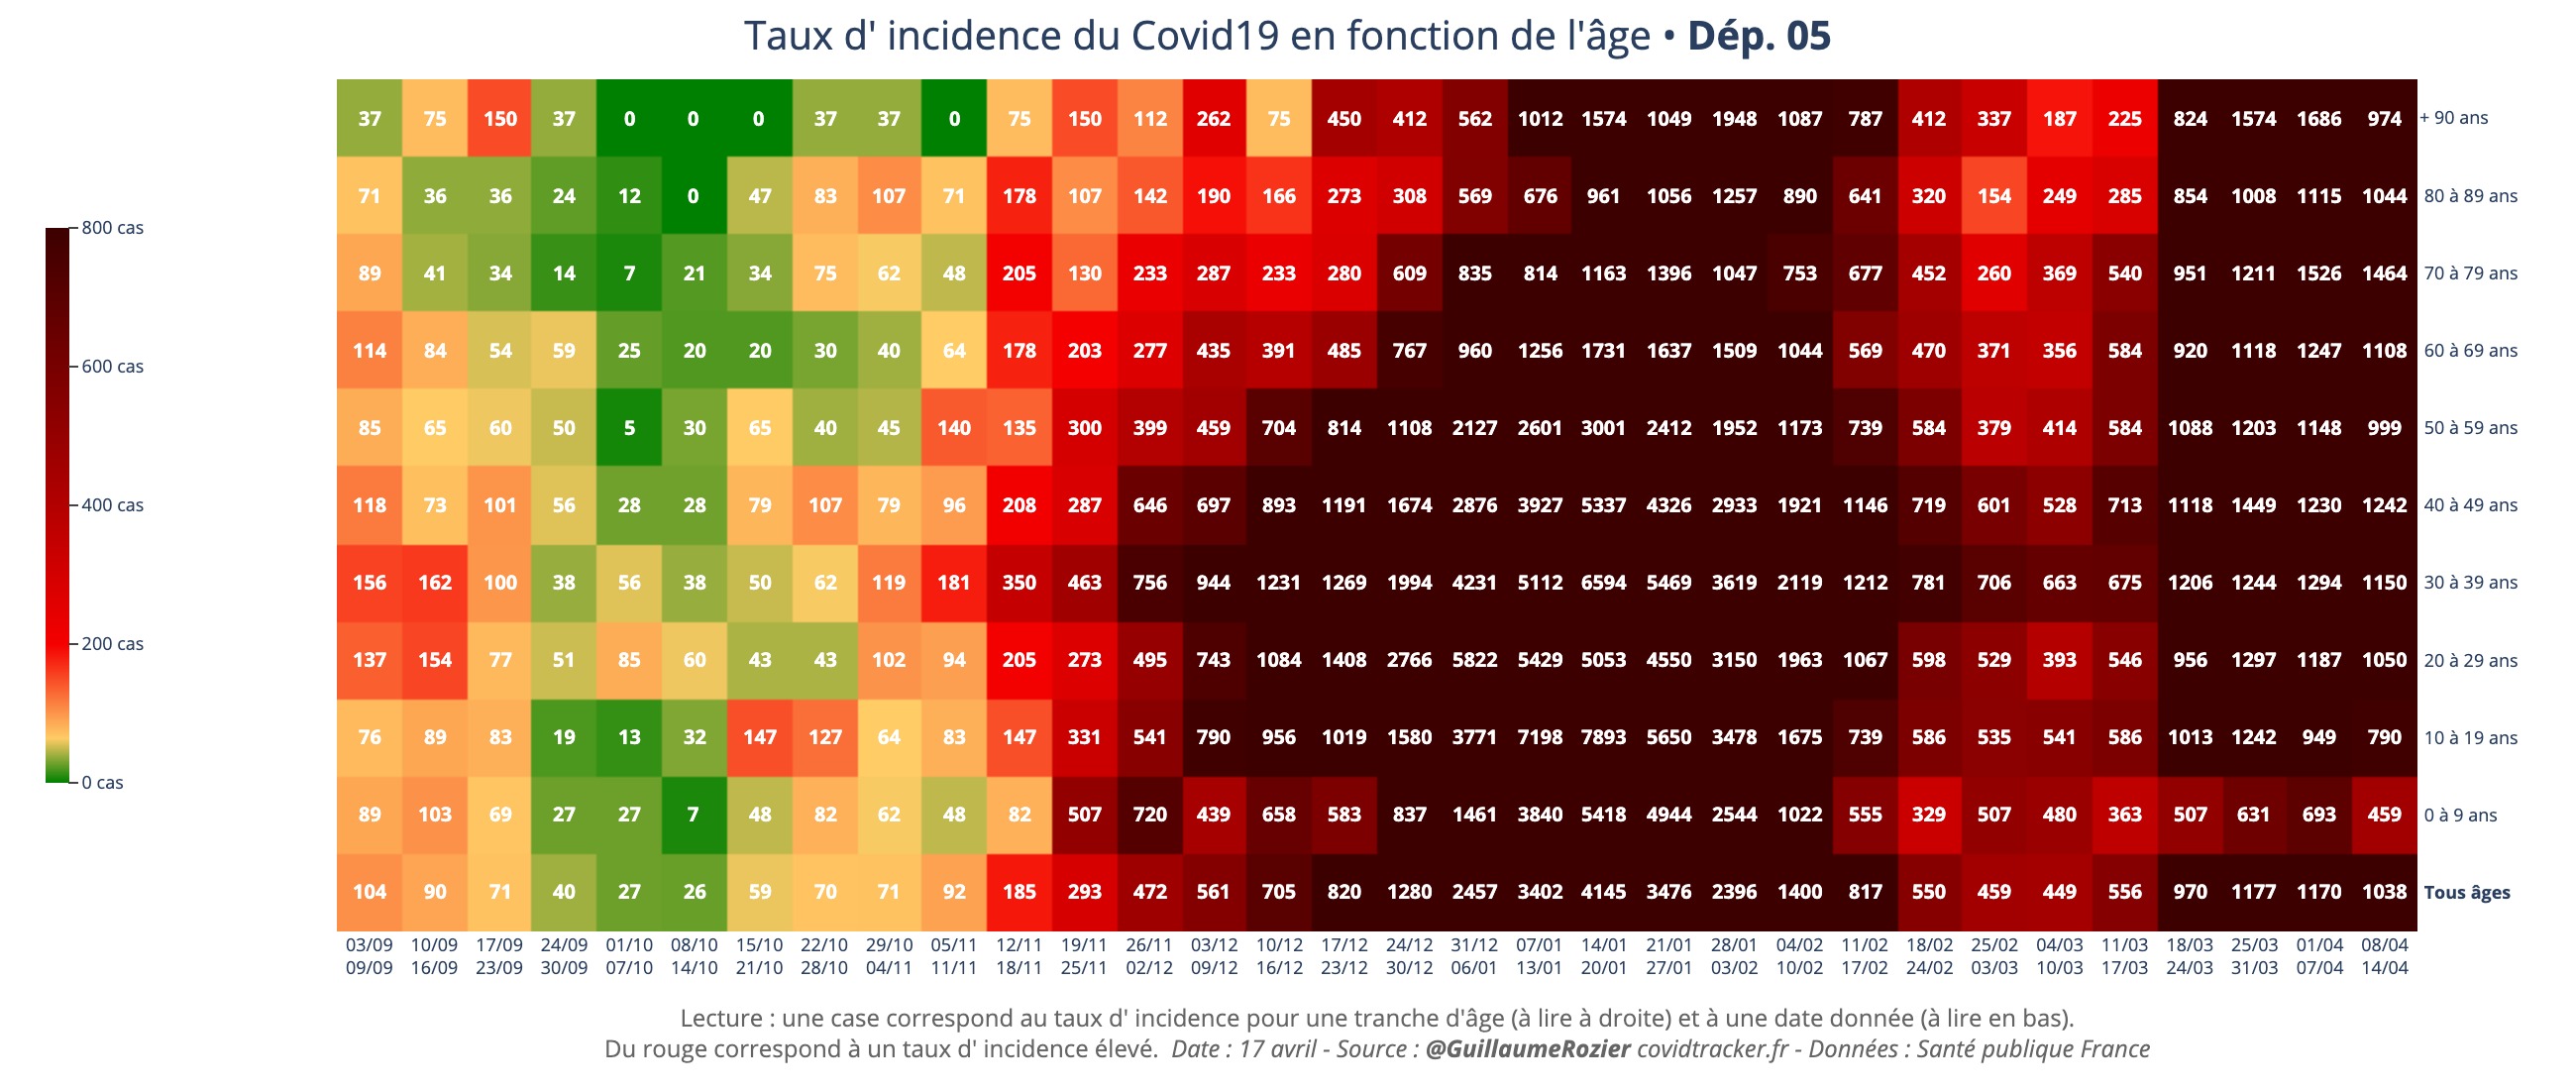 Taux d' incidence du Covid19 en fonction de l'âge • Dép. 05
800 cas
600 cas
400 cas
200 cas
0 cas
37 75 150 37 0 0 0 37 37 0 75 150 112 262 75 450 412 562 1012 1574 1049 1948 1087 787 412 337 187 225 824 1574 1686 974 + 90 ans
71 36 36 24 12 0 47 83 107 71 178 107 142 190 166 273 308 569 676 961 1056 1257 890 641 320 154 249 285 854 1008 1115 1044 80 à 89 ans
89 41 34 14 7 21 34 75 62 48 205 130 233 287 233 280 609 835 814 1163 1396 1047 753 677 452 260 369 540 951 1211 1526 1464 70 à 79 ans
114 84 54 59 25 20 20 30 40 64 178 203 277 435 391 485 767 960 1256 1731 1637 1509 1044 569 470 371 356 584 920 1118 1247 1108 60 à 69 ans
85 65 60 50 5 30 65 40 45 140 135 300 399 459 704 814 1108 2127 2601 3001 2412 1952 1173 739 584 379 414 584 1088 1203 1148 999 50 à 59 ans
118 73 101 56 28 28 79 107 79 96 208 287 646 697 893 1191 1674 2876 3927 5337 4326 2933 1921 1146 719 601 528 713 1118 1449 1230 1242 40 à 49 ans
156 162 100 38 56 38 50 62 119 181 350 463 756 944 1231 1269 1994 4231 5112 6594 5469 3619 2119 1212 781 706 663 675 1206 1244 1294 1150 30 à 39 ans
137 154 77 51 85 60 43 43 102 94 205 273 495 743 1084 1408 2766 5822 5429 5053 4550 3150 1963 1067 598 529 393 546 956 1297 1187 1050 20 à 29 ans
76 89 83 19 13 32 147 127 64 83 147 331 541 790 956 1019 1580 3771 7198 7893 5650 3478 1675 739 586 535 541 586 1013 1242 949 790 10 à 19 ans
89 103 69 27 27 7 48 82 62 48 82 507 720 439 658 583 837 1461 3840 5418 4944 2544 1022 555 329 507 480 363 507 631 693 459 0 à 9 ans
104 90 71 40 27 26 59 70 71 92 185 293 472 561 705 820 1280 2457 3402 4145 3476 2396 1400 817 550 459 449 556 970 1177 1170 1038 Tous âges
03/09 10/09 17/09 24/09 01/10 08/10 15/10 22/10 29/10 05/11 12/11 19/11 26/11 03/12 10/12 17/12 24/12 31/12 07/01 14/01 21/01 28/01 04/02 11/02 18/02 25/02 04/03 11/03 18/03 25/03 01/04 08/04
09/09 16/09 23/09 30/09 07/10 14/10 21/10 28/10 04/11 11/11 18/11 25/11 02/12 09/12 16/12 23/12 30/12 06/01 13/01 20/01 27/01 03/02 10/02 17/02 24/02 03/03 10/03 17/03 24/03 31/03 07/04 14/04
Lecture : une case correspond au taux d' incidence pour une tranche d'âge (à lire à droite) et à une date donnée (à lire en bas).
Du rouge correspond à un taux d' incidence élevé. Date : 17 avril - Source : @GuillaumeRozier covidtracker.fr - Données : Santé publique France